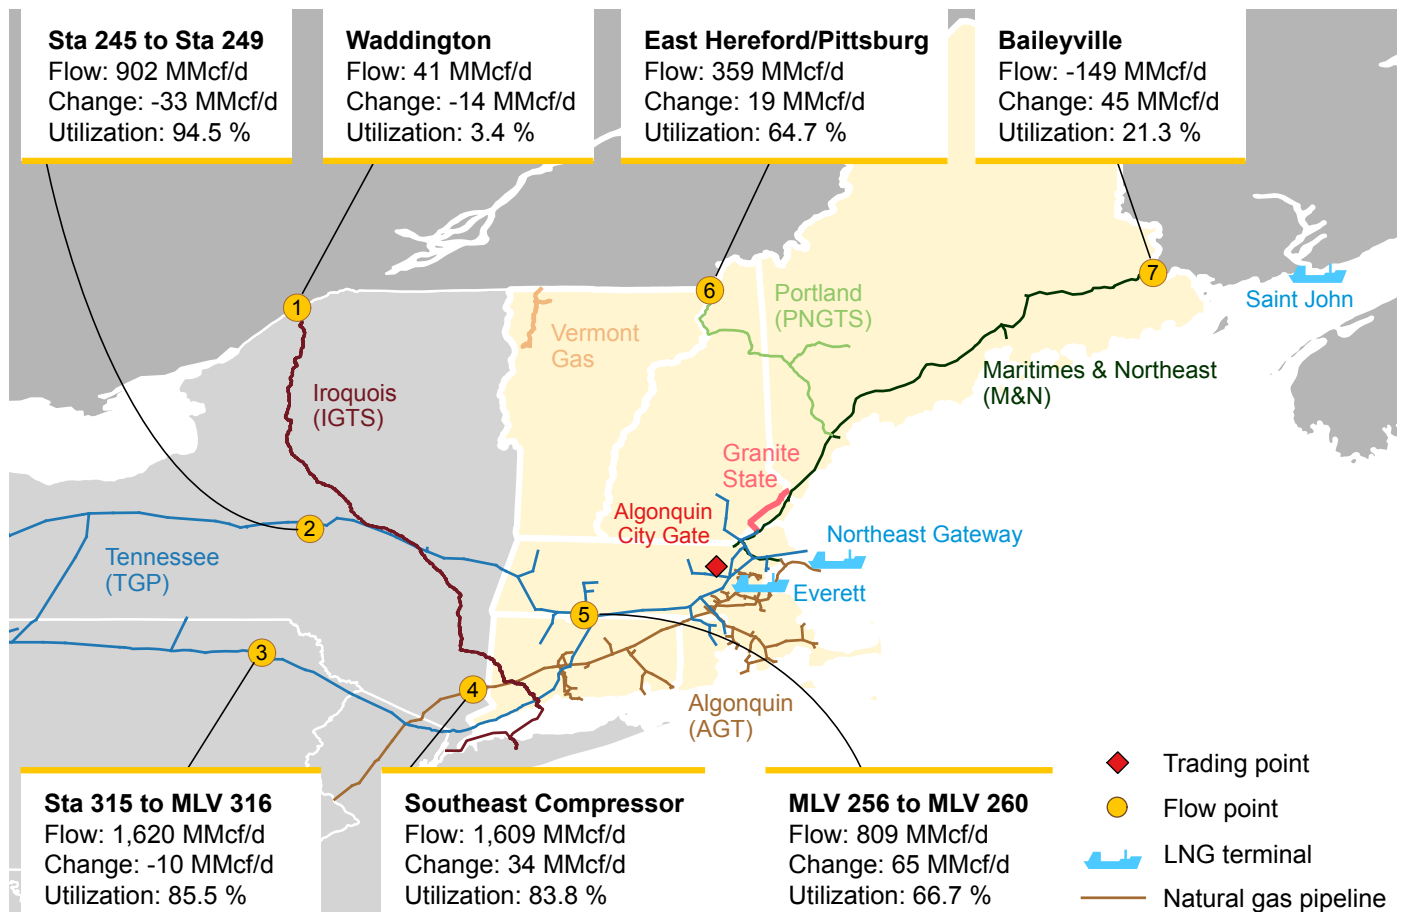 Sta 245 to Sta 249
Flow: 902 MMcf/d
Change: -33 MMcf/d
Utilization: 94.5 %
Waddington
Flow: 41 MMcf/d
Change: -14 MMcf/d
Utilization: 3.4 %
East Hereford/Pittsburg
Flow: 359 MMcf/d
Change: 19 MMcf/d
Utilization: 64.7 %
Baileyville
Flow: -149 MMcf/d
Change: 45 MMcf/d
Utilization: 21.3 %
1
6
7
Portland
(PNGTS)
Saint John
Vermont
Gas
Iroquois
(IGTS)
Maritimes & Northeast
(M&N)
Granite
State
Algonquin
City Gate
2
Northeast Gateway
Tennessee
(TGP)
Everett
5
3
4
Algonquin
(AGT)
Sta 315 to MLV 316
Flow: 1,620 MMcf/d
Change: -10 MMcf/d
Utilization: 85.5 %
Southeast Compressor
Flow: 1,609 MMcf/d
Change: 34 MMcf/d
Utilization: 83.8 %
MLV 256 to MLV 260
Flow: 809 MMcf/d
Change: 65 MMcf/d
Utilization: 66.7 %
Trading point
Flow point
LNG terminal
Natural gas pipeline